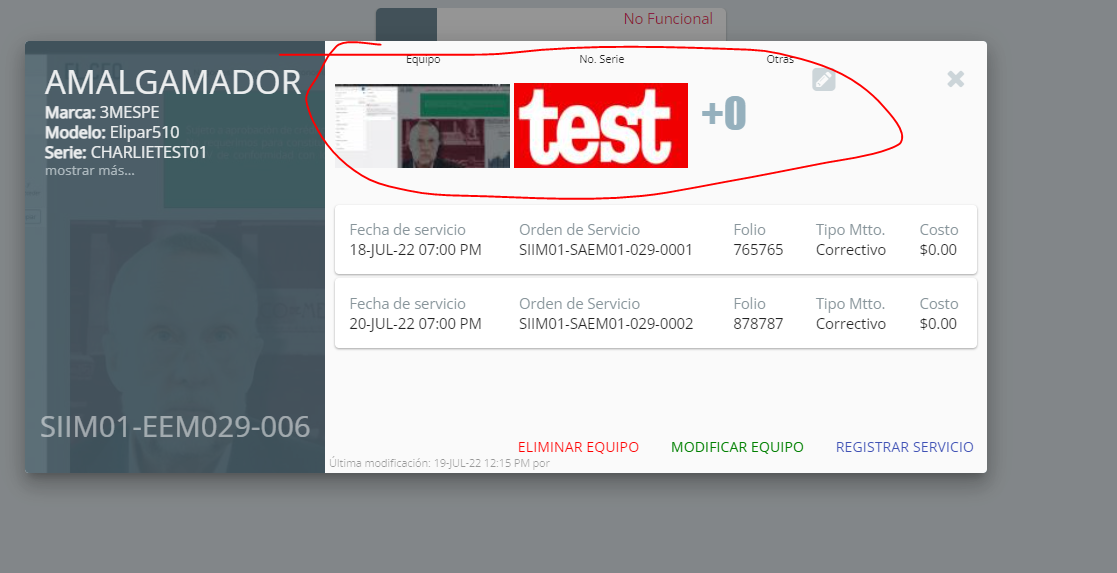 No Funcional
AMALGAMADOR
Marca: 3MESPE
Modelo: Elipar510
Serie: CHARLIETEST01
mostrar más...
SIIM01-EEM029-006
Equipo No. Serie Otras
test +0
Fecha de servicio Orden de Servicio Folio Tipo Mtto. Costo
18-JUL-22 07:00 PM SIIM01-SAEM01-029-0001 765765 Correctivo $0.00
Fecha de servicio Orden de Servicio Folio Tipo Mtto. Costo
20-JUL-22 07:00 PM SIIM01-SAEM01-029-0002 878787 Correctivo $0.00
ELIMINAR EQUIPO MODIFICAR EQUIPO REGISTRAR SERVICIO
Última modificación: 19-JUL-22 12:15 PM por